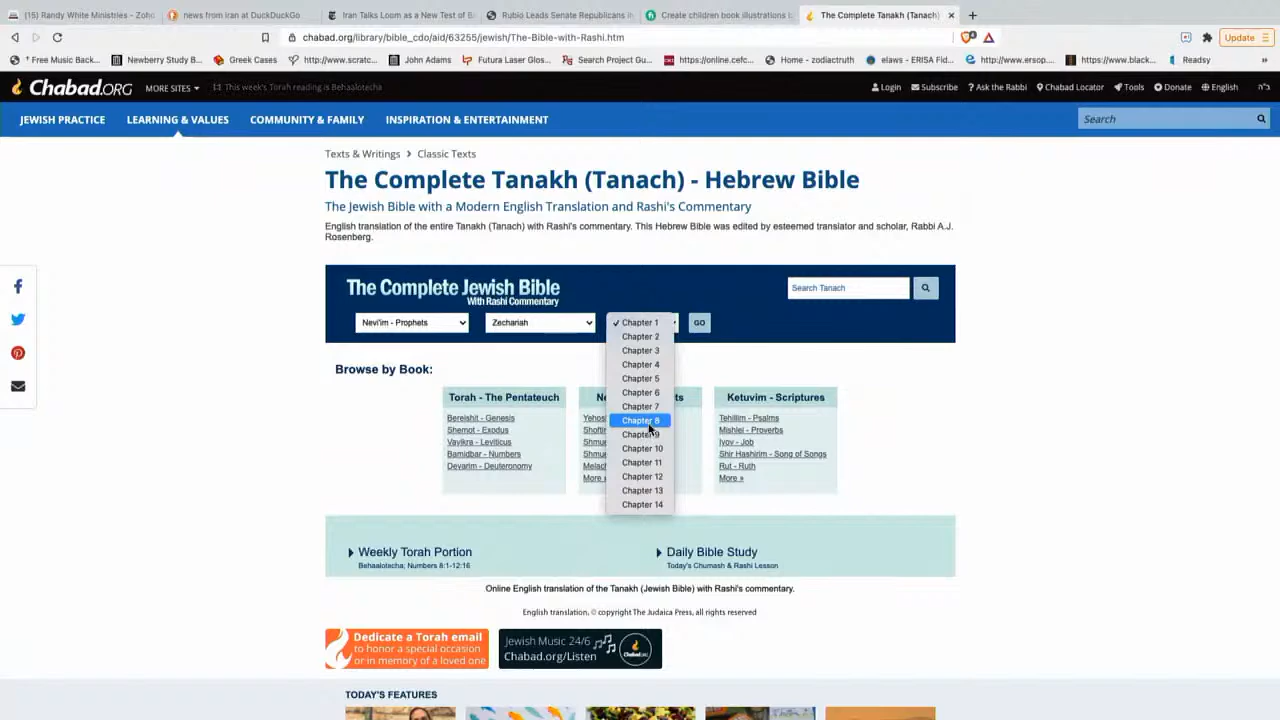 (15) Randy White Ministries - Zoho
news from Iran at DuckDuckGo
Iran Talks Loom as a New Test of B
Rubio Leads Senate Republicans in
Create children book illustrations b
The Complete Tanakh (Tanach)
chabad.org/library/bible_cdo/aid/63255/jewish/The-Bible-with-Rashi.htm
Update
† Free Music Back...
Newberry Study B...
Greek Cases
http://www.scratc...
John Adams
Futura Laser Glos...
Search Project Gu...
https://online.cefc...
Home - zodiactruth
elaws - ERISA Fid...
http://www.ersop....
https://www.black...
Readsy
Chabad.ORG
MORE SITES
This week's Torah reading is Behaalotecha
Login
Subscribe
? Ask the Rabbi
Chabad Locator
Tools
Donate
English
ב"ה
JEWISH PRACTICE
LEARNING & VALUES
COMMUNITY & FAMILY
INSPIRATION & ENTERTAINMENT
Search
Texts & Writings > Classic Texts
The Complete Tanakh (Tanach) - Hebrew Bible
The Jewish Bible with a Modern English Translation and Rashi's Commentary
English translation of the entire Tanakh (Tanach) with Rashi's commentary. This Hebrew Bible was edited by esteemed translator and scholar, Rabbi A.J.
Rosenberg.
The Complete Jewish Bible
With Rashi Commentary
Search Tanach
Nevi'im - Prophets
Zechariah
✓ Chapter 1
GO
Chapter 2
Chapter 3
Chapter 4
Chapter 5
Chapter 6
Chapter 7
Chapter 8
Chapter 9
Chapter 10
Chapter 11
Chapter 12
Chapter 13
Chapter 14
Browse by Book:
Torah - The Pentateuch
Bereishit - Genesis
Shemot - Exodus
Vayikra - Leviticus
Bamidbar - Numbers
Devarim - Deuteronomy
Ne
ts
Yehos
Shofti
Shmu
Shmu
Melac
More »
Ketuvim - Scriptures
Tehillim - Psalms
Mishlei - Proverbs
Iyov - Job
Shir Hashirim - Song of Songs
Rut - Ruth
More »
Weekly Torah Portion
Behaalotecha, Numbers 8:1-12:16
Daily Bible Study
Today's Chumash & Rashi Lesson
Online English translation of the Tanakh (Jewish Bible) with Rashi's commentary.
English translation, © copyright The Judaica Press, all rights reserved
Dedicate a Torah email
to honor a special occasion
or in memory of a loved one
Jewish Music 24/6
Chabad.org/Listen
Chabad.ORG
TODAY'S FEATURES